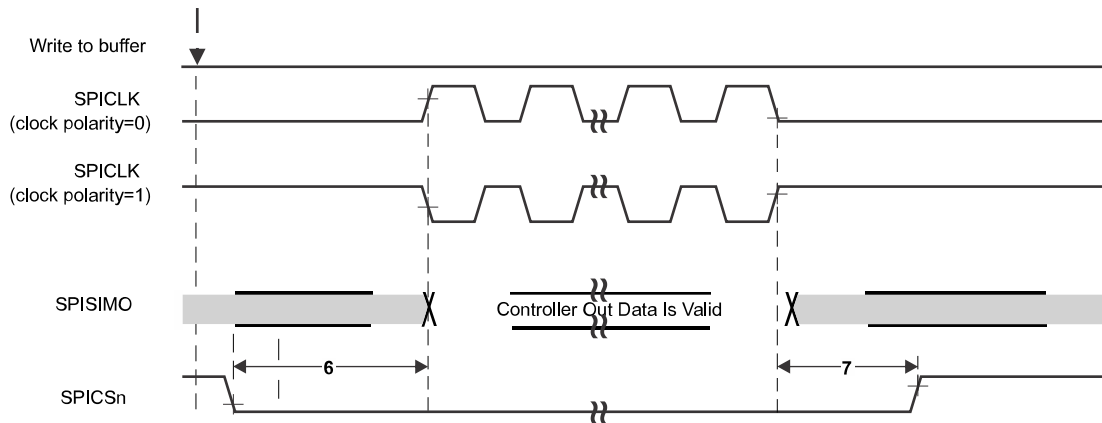 Write to buffer
SPICLK
(clock polarity=0)
SPICLK
(clock polarity=1)
SPISIMO
Controller Out Data Is Valid
6
7
SPICSn